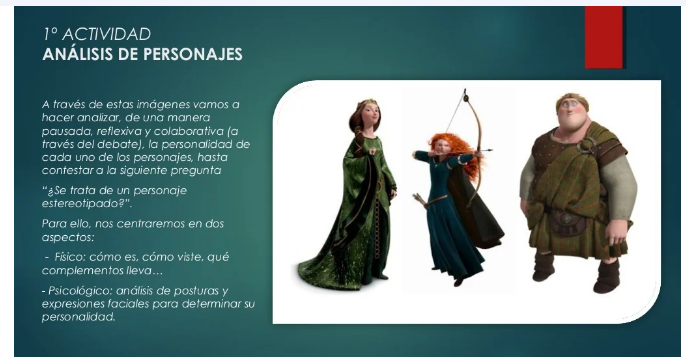 1º ACTIVIDAD
ANÁLISIS DE PERSONAJES
A través de estas imágenes vamos a
hacer analizar, de una manera
pausada, reflexiva y colaborativa (a
través del debate), la personalidad de
cada uno de los personajes, hasta
contestar a la siguiente pregunta
"¿Se trata de un personaje
estereotipado?".
Para ello, nos centraremos en dos
aspectos:
- Físico: cómo es, cómo viste, qué
complementos lleva...
- Psicológico: análisis de posturas y
expresiones faciales para determinar su
personalidad.